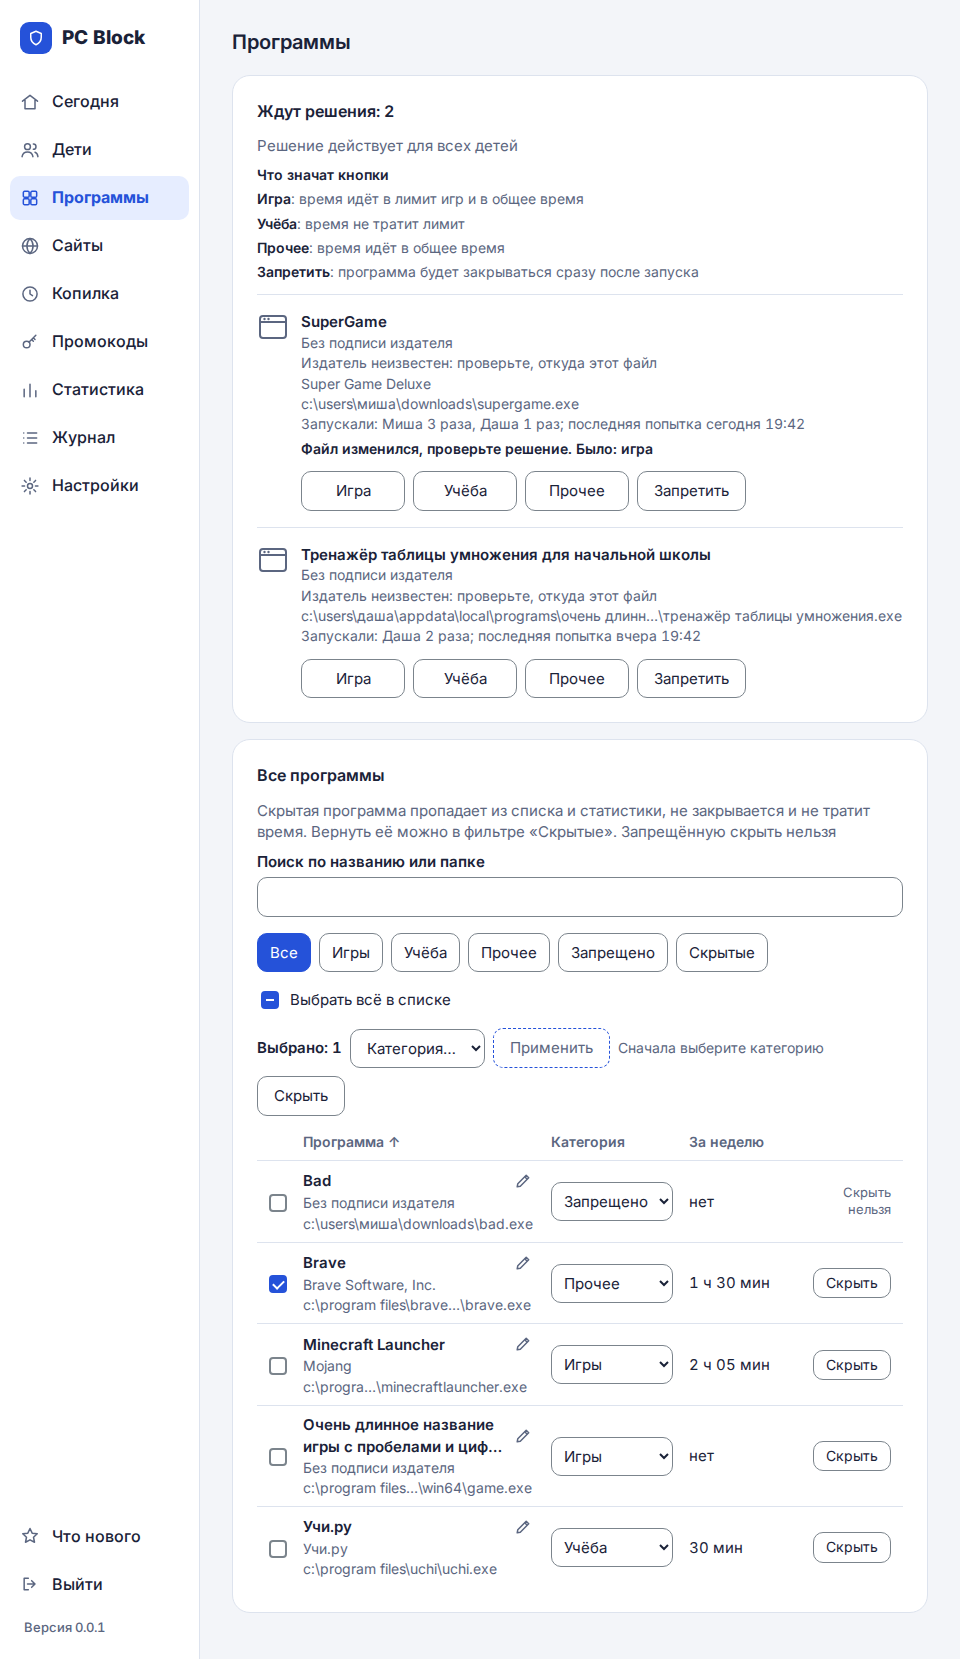 PC Block
Сегодня
Дети
Программы
Сайты
Копилка
Промокоды
Статистика
Журнал
Настройки
Что нового
Выйти
Версия 0.0.1
Программы
Ждут решения: 2
Решение действует для всех детей
Что значат кнопки
Игра: время идёт в лимит игр и в общее время
Учёба: время не тратит лимит
Прочее: время идёт в общее время
Запретить: программа будет закрываться сразу после запуска
SuperGame
Без подписи издателя
Издатель неизвестен: проверьте, откуда этот файл
Super Game Deluxe
c:\users\миша\downloads\supergame.exe
Запускали: Миша 3 раза, Даша 1 раз; последняя попытка сегодня 19:42
Файл изменился, проверьте решение. Было: игра
Игра Учёба Прочее Запретить
Тренажёр таблицы умножения для начальной школы
Без подписи издателя
Издатель неизвестен: проверьте, откуда этот файл
c:\users\даша\appdata\local\programs\очень длинн...\тренажёр таблицы умножения.exe
Запускали: Даша 2 раза; последняя попытка вчера 19:42
Игра Учёба Прочее Запретить
Все программы
Скрытая программа пропадает из списка и статистики, не закрывается и не тратит
время. Вернуть её можно в фильтре «Скрытые». Запрещённую скрыть нельзя
Поиск по названию или папке
Все Игры Учёба Прочее Запрещено Скрытые
Выбрать всё в списке
Выбрано: 1 Категория... Применить Сначала выберите категорию
Скрыть
Программа ↑ Категория За неделю
Bad
Без подписи издателя
c:\users\миша\downloads\bad.exe
Запрещено нет
Скрыть
нельзя
Brave
Brave Software, Inc.
c:\program files\brave...\brave.exe
Прочее 1 ч 30 мин Скрыть
Minecraft Launcher
Mojang
c:\progra...\minecraftlauncher.exe
Игры 2 ч 05 мин Скрыть
Очень длинное название
игры с пробелами и циф...
Без подписи издателя
c:\program files...\win64\game.exe
Игры нет Скрыть
Учи.ру
Учи.ру
c:\program files\uchi\uchi.exe
Учёба 30 мин Скрыть